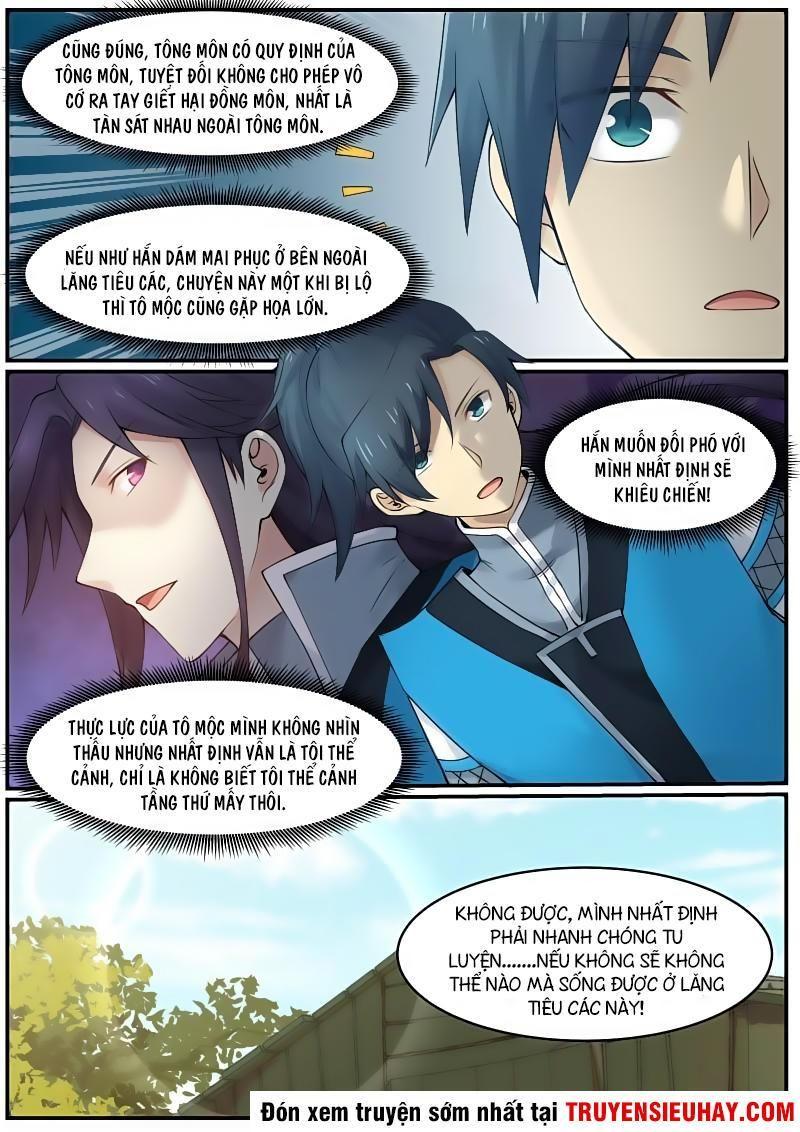 CŨNG ĐÚNG, TÔNG MÔN CÓ QUY ĐỊNH CỦA
TÔNG MÔN, TUYỆT ĐỐI KHÔNG CHO PHÉP VÔ
CỚ RA TAY GIẾT HẠI ĐỒNG MÔN, NHẤT LÀ
TÀN SÁT NHAU NGOÀI TÔNG MÔN.
NẾU NHƯ HẮN DÁM MAI PHỤC Ở BÊN NGOÀI
LĂNG TIÊU CÁC, CHUYỆN NÀY MỘT KHI BỊ LỘ
THÌ TÔ MỘC CŨNG GẶP HỌA LỚN.
HẮN MUỐN ĐỐI PHÓ VỚI
MÌNH NHẤT ĐỊNH SẼ
KHIÊU CHIẾN!
THỰC LỰC CỦA TÔ MỘC MÌNH KHÔNG NHÌN
THẤU NHƯNG NHẤT ĐỊNH VẪN LÀ TÔI THỂ
CẢNH, CHỈ LÀ KHÔNG BIẾT TÔI THỂ CẢNH
TẦNG THỨ MẤY THÔI.
KHÔNG ĐƯỢC, MÌNH NHẤT ĐỊNH
PHẢI NHANH CHÓNG TU
LUYỆN.......NẾU KHÔNG SẼ KHÔNG
THỂ NÀO MÀ SỐNG ĐƯỢC Ở LĂNG
TIÊU CÁC NÀY!
Đón xem truyện sớm nhất tại TRUYENSIEUHAY.COM